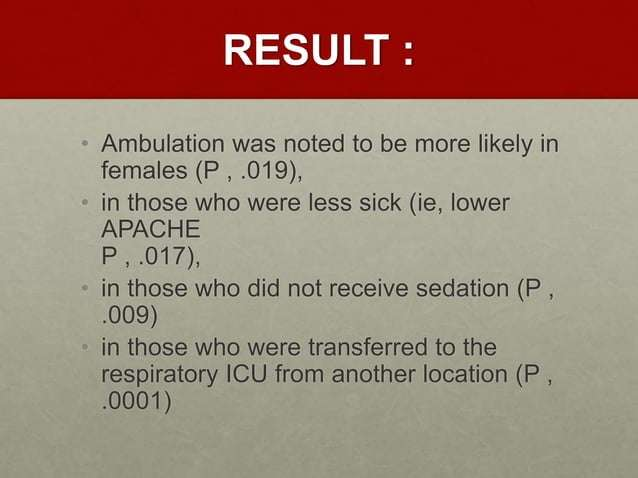 RESULT :
• Ambulation was noted to be more likely in
females (P , .019),
• in those who were less sick (ie, lower
APACHE
P , .017),
• in those who did not receive sedation (P ,
.009)
• in those who were transferred to the
respiratory ICU from another location (P ,
.0001)